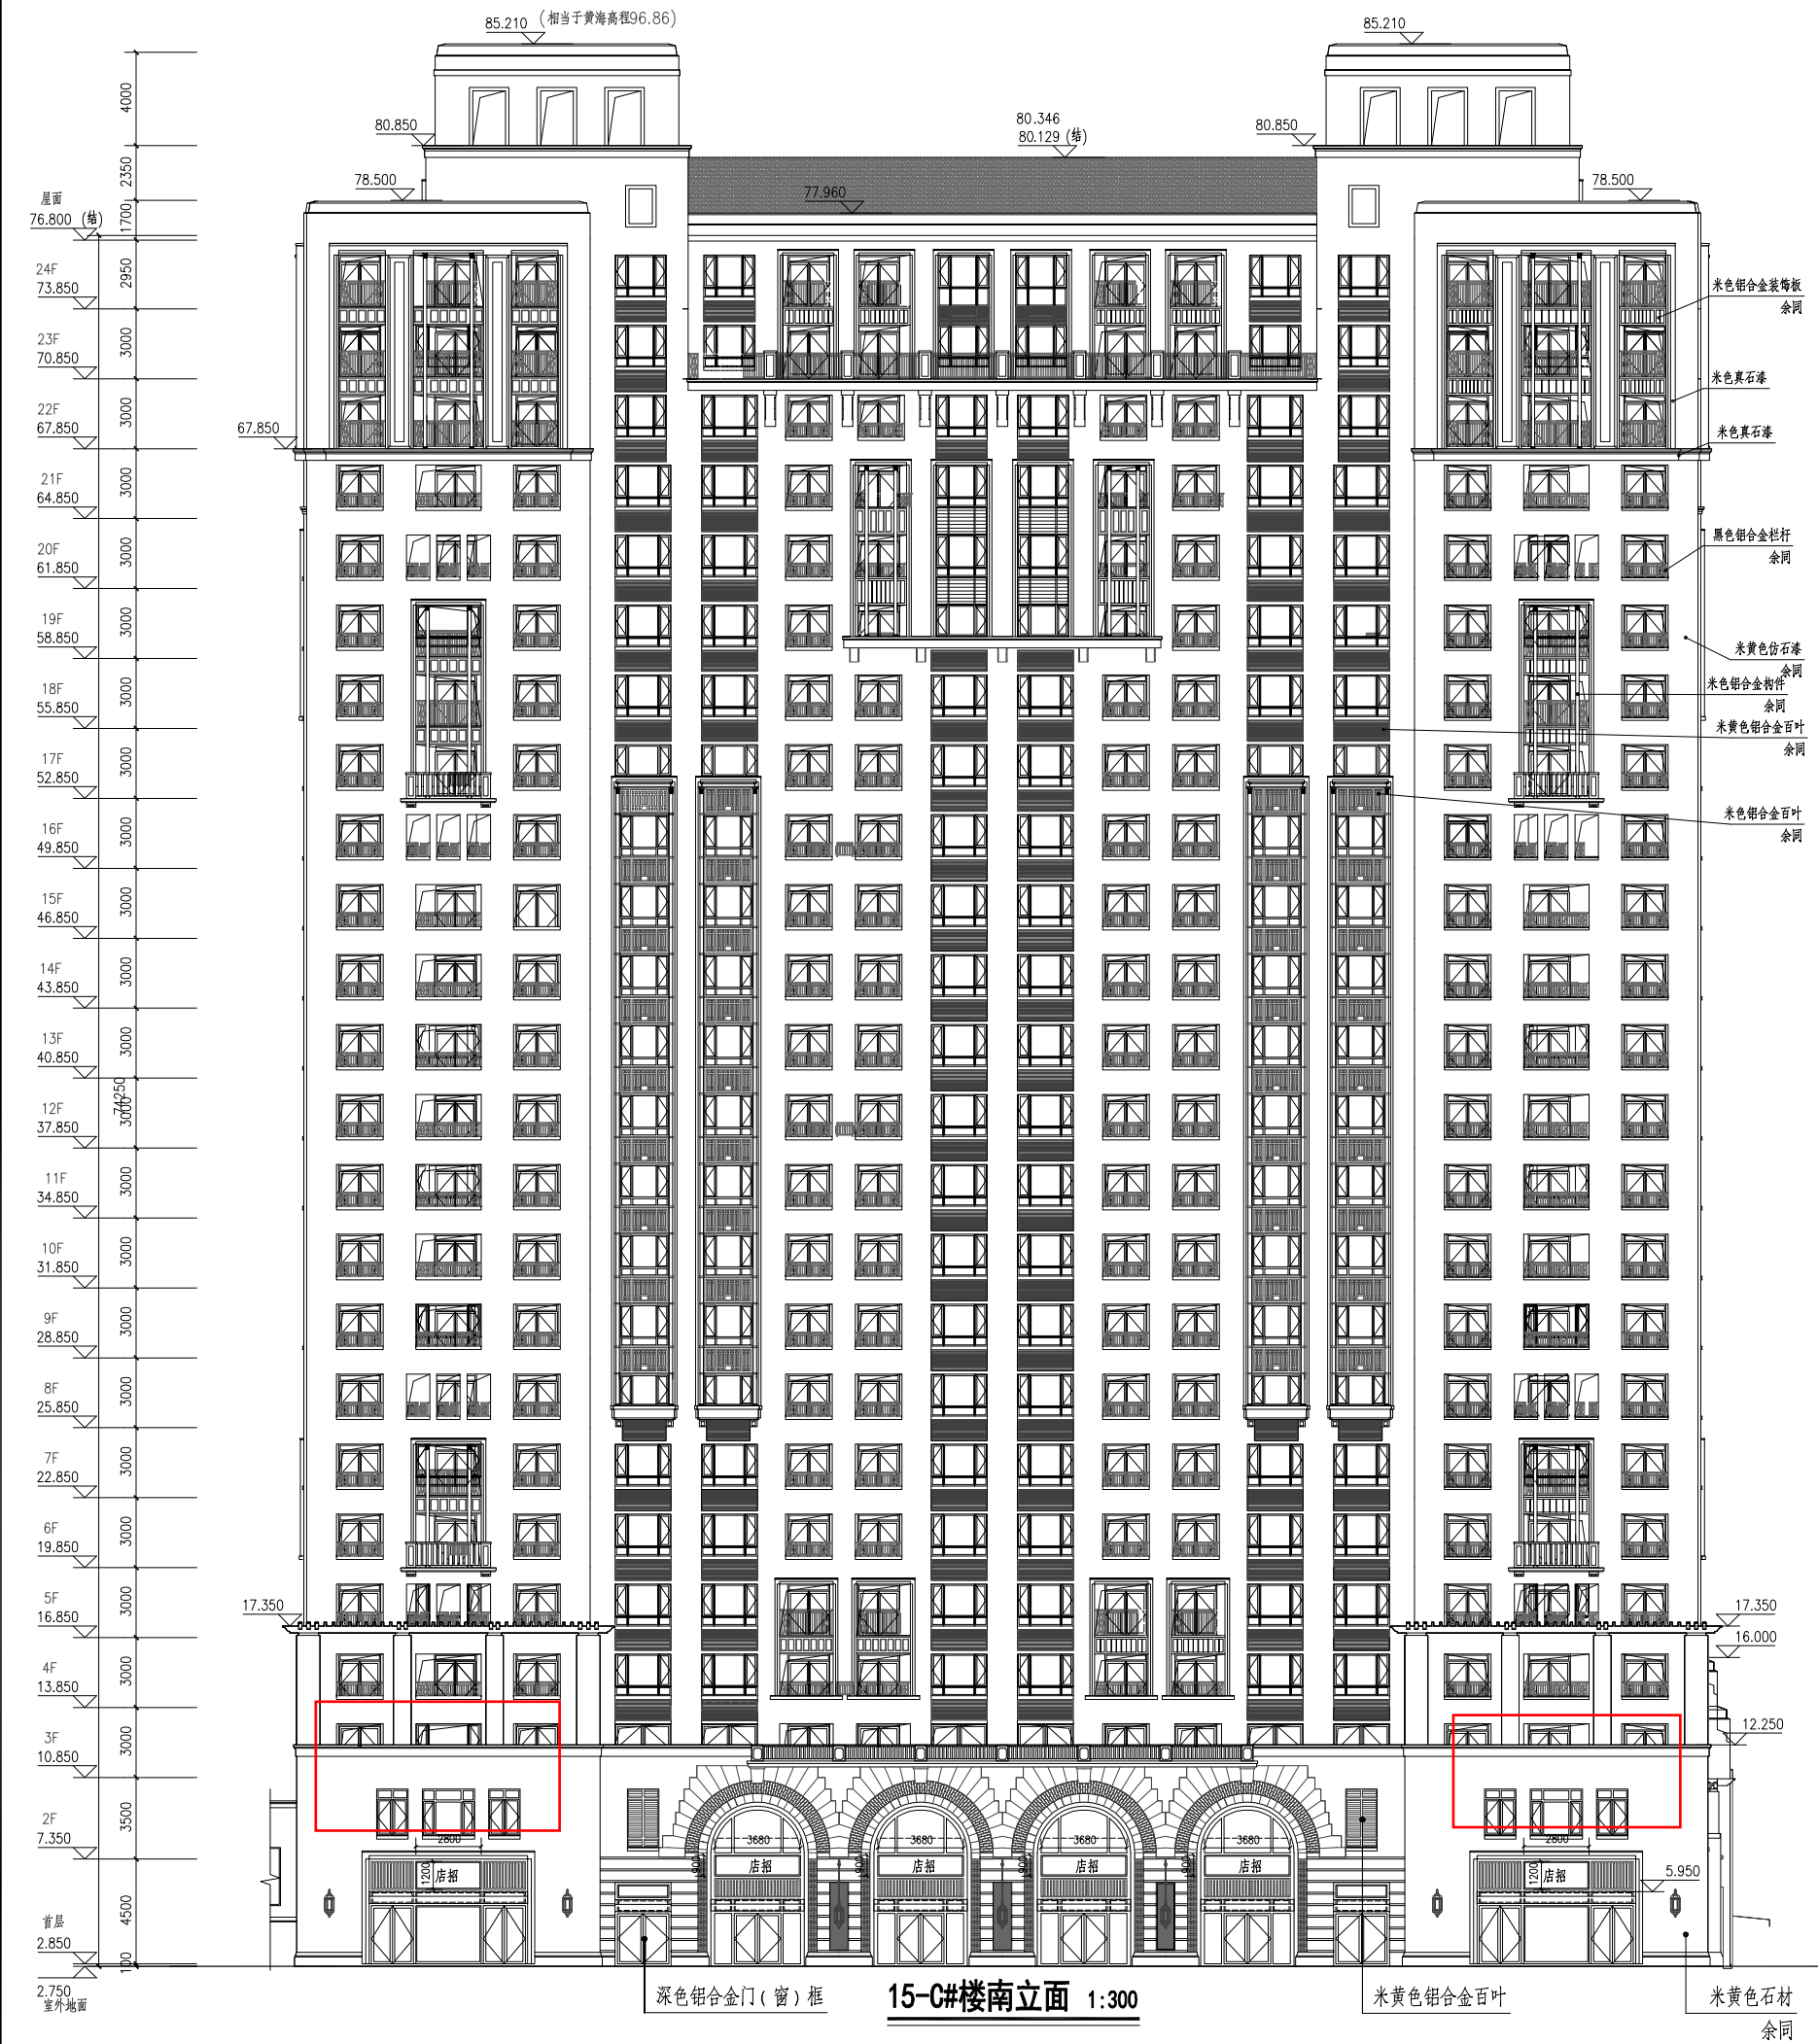 85.210 (相当于黄海高程96.86)
85.210
80.850
80.346
80.129 (结)
80.850
78.500
77.960
78.500
屋面
76.800 (结)
4000
2350
1700
2950
24F
73.850
3000
23F
70.850
3000
22F
67.850
67.850
3000
21F
64.850
3000
20F
61.850
3000
19F
58.850
3000
18F
55.850
3000
17F
52.850
3000
16F
49.850
3000
15F
46.850
3000
14F
43.850
3000
13F
40.850
74250
3000
12F
37.850
3000
11F
34.850
3000
10F
31.850
3000
9F
28.850
3000
8F
25.850
3000
7F
22.850
3000
6F
19.850
3000
5F
16.850
17.350
3000
4F
13.850
3000
3F
10.850
3500
2F
7.350
4500
首层
2.850
100
2.750
室外地面
米色铝合金装饰板
余同
米色真石漆
米色真石漆
黑色铝合金栏杆
余同
米黄色仿石漆
余同
米色铝合金构件
余同
米黄色铝合金百叶
余同
米色铝合金百叶
余同
17.350
16.000
12.250
5.950
2800
1200
店招
3680
900
店招
3680
900
店招
3680
900
店招
3680
900
店招
2800
1200
店招
深色铝合金门(窗)框
15-C#楼南立面 1:300
米黄色铝合金百叶
米黄色石材
余同